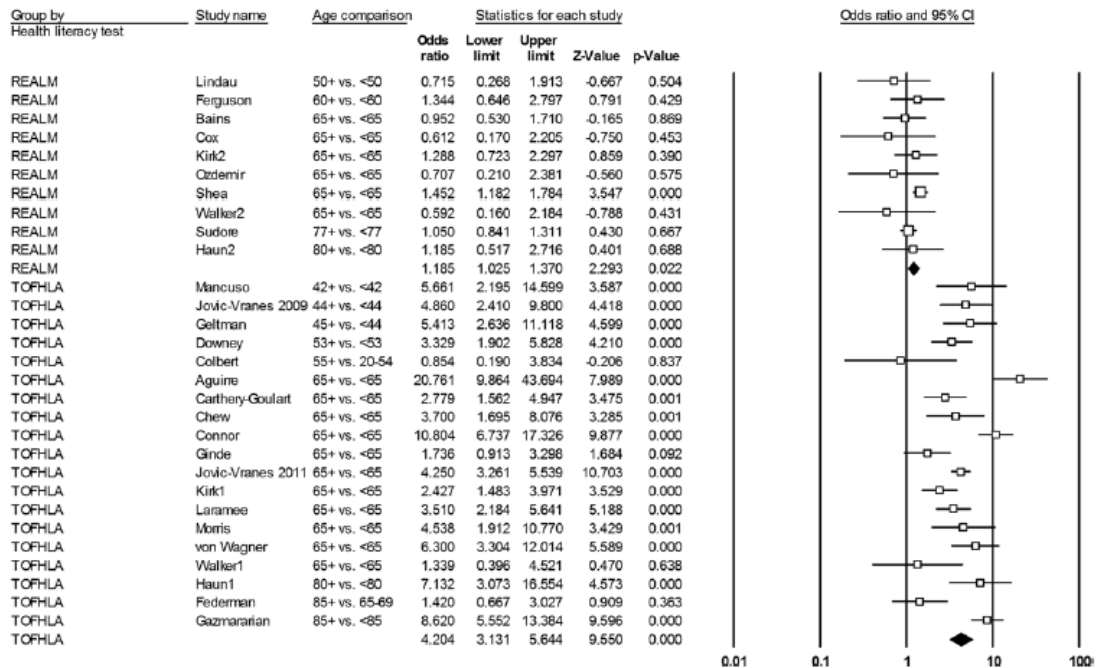 Group by Study name Age comparison Statistics for each study Odds ratio and 95% CI
Health literacy test
Odds Lower Upper
ratio limit limit Z-Value p-Value
REALM Lindau 50+ vs. <50 0.715 0.268 1.913 -0.667 0.504
REALM Ferguson 60+ vs. <60 1.344 0.646 2.797 0.791 0.429
REALM Bains 65+ vs. <65 0.952 0.530 1.710 -0.165 0.869
REALM Cox 65+ vs. <65 0.612 0.170 2.205 -0.750 0.453
REALM Kirk2 65+ vs. <65 1.288 0.723 2.297 0.859 0.390
REALM Ozdemir 65+ vs. <65 0.707 0.210 2.381 -0.560 0.575
REALM Shea 65+ vs. <65 1.452 1.182 1.784 3.547 0.000
REALM Walker2 65+ vs. <65 0.592 0.160 2.184 -0.788 0.431
REALM Sudore 77+ vs. <77 1.050 0.841 1.311 0.430 0.667
REALM Haun2 80+ vs. <80 1.185 0.517 2.716 0.401 0.688
REALM 1.185 1.025 1.370 2.293 0.022
TOFHLA Mancuso 42+ vs. <42 5.661 2.195 14.599 3.587 0.000
TOFHLA Jovic-Vranes 2009 44+ vs. <44 4.860 2.410 9.800 4.418 0.000
TOFHLA Geltman 45+ vs. <44 5.413 2.636 11.118 4.599 0.000
TOFHLA Downey 53+ vs. <53 3.329 1.902 5.828 4.210 0.000
TOFHLA Colbert 55+ vs. 20-54 0.854 0.190 3.834 -0.206 0.837
TOFHLA Aguirre 65+ vs. <65 20.761 9.864 43.694 7.989 0.000
TOFHLA Carthery-Goulart 65+ vs. <65 2.779 1.562 4.947 3.475 0.001
TOFHLA Chew 65+ vs. <65 3.700 1.695 8.076 3.285 0.001
TOFHLA Connor 65+ vs. <65 10.804 6.737 17.326 9.877 0.000
TOFHLA Ginde 65+ vs. <65 1.736 0.913 3.298 1.684 0.092
TOFHLA Jovic-Vranes 2011 65+ vs. <65 4.250 3.261 5.539 10.703 0.000
TOFHLA Kirk1 65+ vs. <65 2.427 1.483 3.971 3.529 0.000
TOFHLA Laramee 65+ vs. <65 3.510 2.184 5.641 5.188 0.000
TOFHLA Morris 65+ vs. <65 4.538 1.912 10.770 3.429 0.001
TOFHLA von Wagner 65+ vs. <65 6.300 3.304 12.014 5.589 0.000
TOFHLA Walker1 65+ vs. <65 1.339 0.396 4.521 0.470 0.638
TOFHLA Haun1 80+ vs. <80 7.132 3.073 16.554 4.573 0.000
TOFHLA Federman 85+ vs. 65-69 1.420 0.667 3.027 0.909 0.363
TOFHLA Gazmararian 85+ vs. <85 8.620 5.552 13.384 9.596 0.000
TOFHLA 4.204 3.131 5.644 9.550 0.000
0.01 0.1 1 10 100